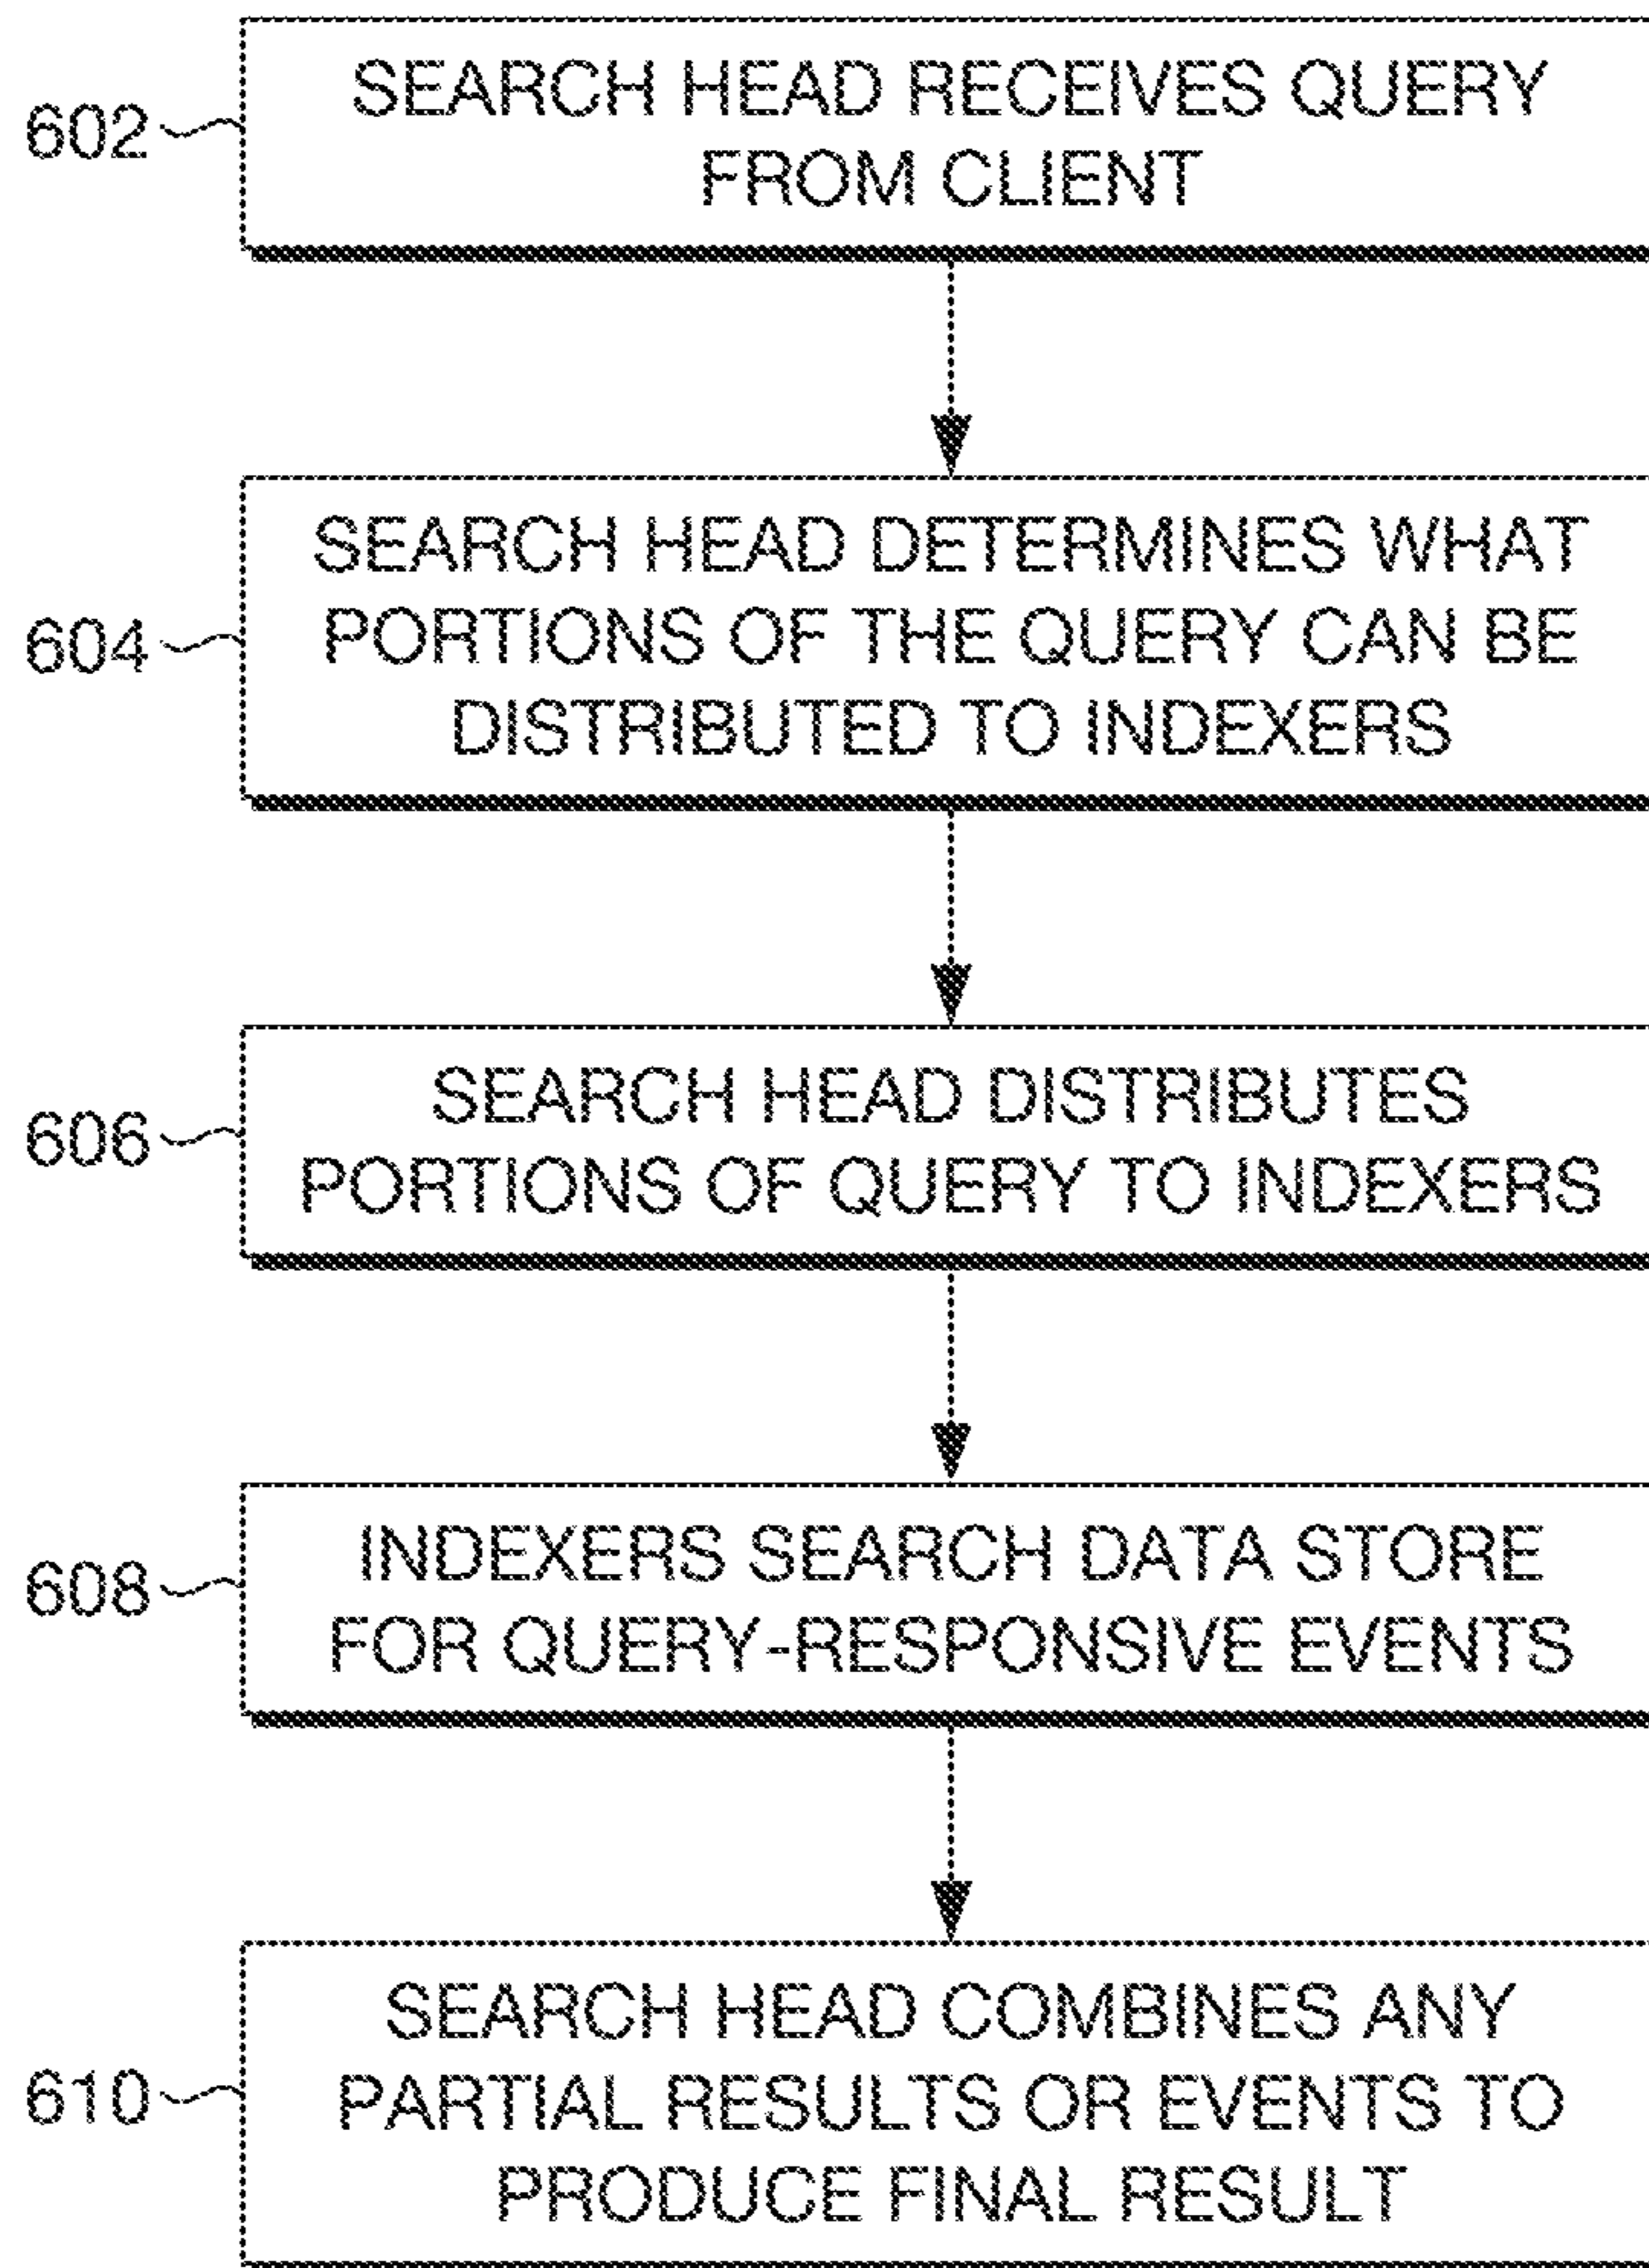 602
SEARCH HEAD RECEIVES QUERY
FROM CLIENT
604
SEARCH HEAD DETERMINES WHAT
PORTIONS OF THE QUERY CAN BE
DISTRIBUTED TO INDEXERS
606
SEARCH HEAD DISTRIBUTES
PORTIONS OF QUERY TO INDEXERS
608
INDEXERS SEARCH DATA STORE
FOR QUERY-RESPONSIVE EVENTS
610
SEARCH HEAD COMBINES ANY
PARTIAL RESULTS OR EVENTS TO
PRODUCE FINAL RESULT